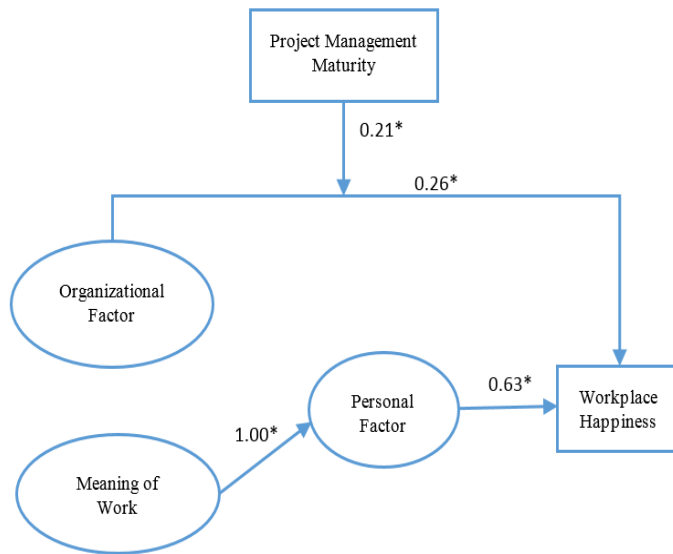 Project Management
Maturity
0.21*
0.26*
Organizational
Factor
Personal
Factor
0.63*
Workplace
Happiness
1.00*
Meaning of
Work